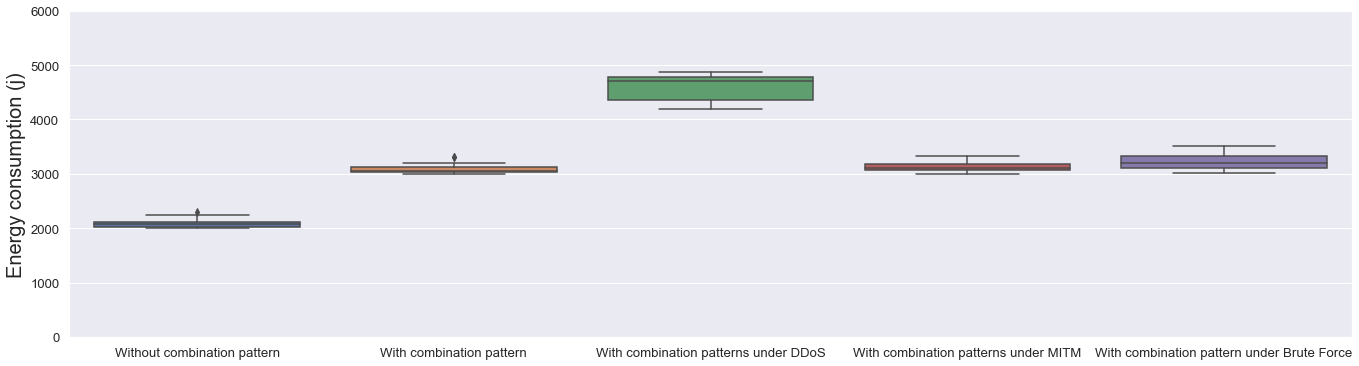 6000
5000
4000
3000
2000
1000
0
Energy consumption (j)
Without combination pattern
With combination pattern
With combination patterns under DDoS
With combination patterns under MITM
With combination pattern under Brute Force